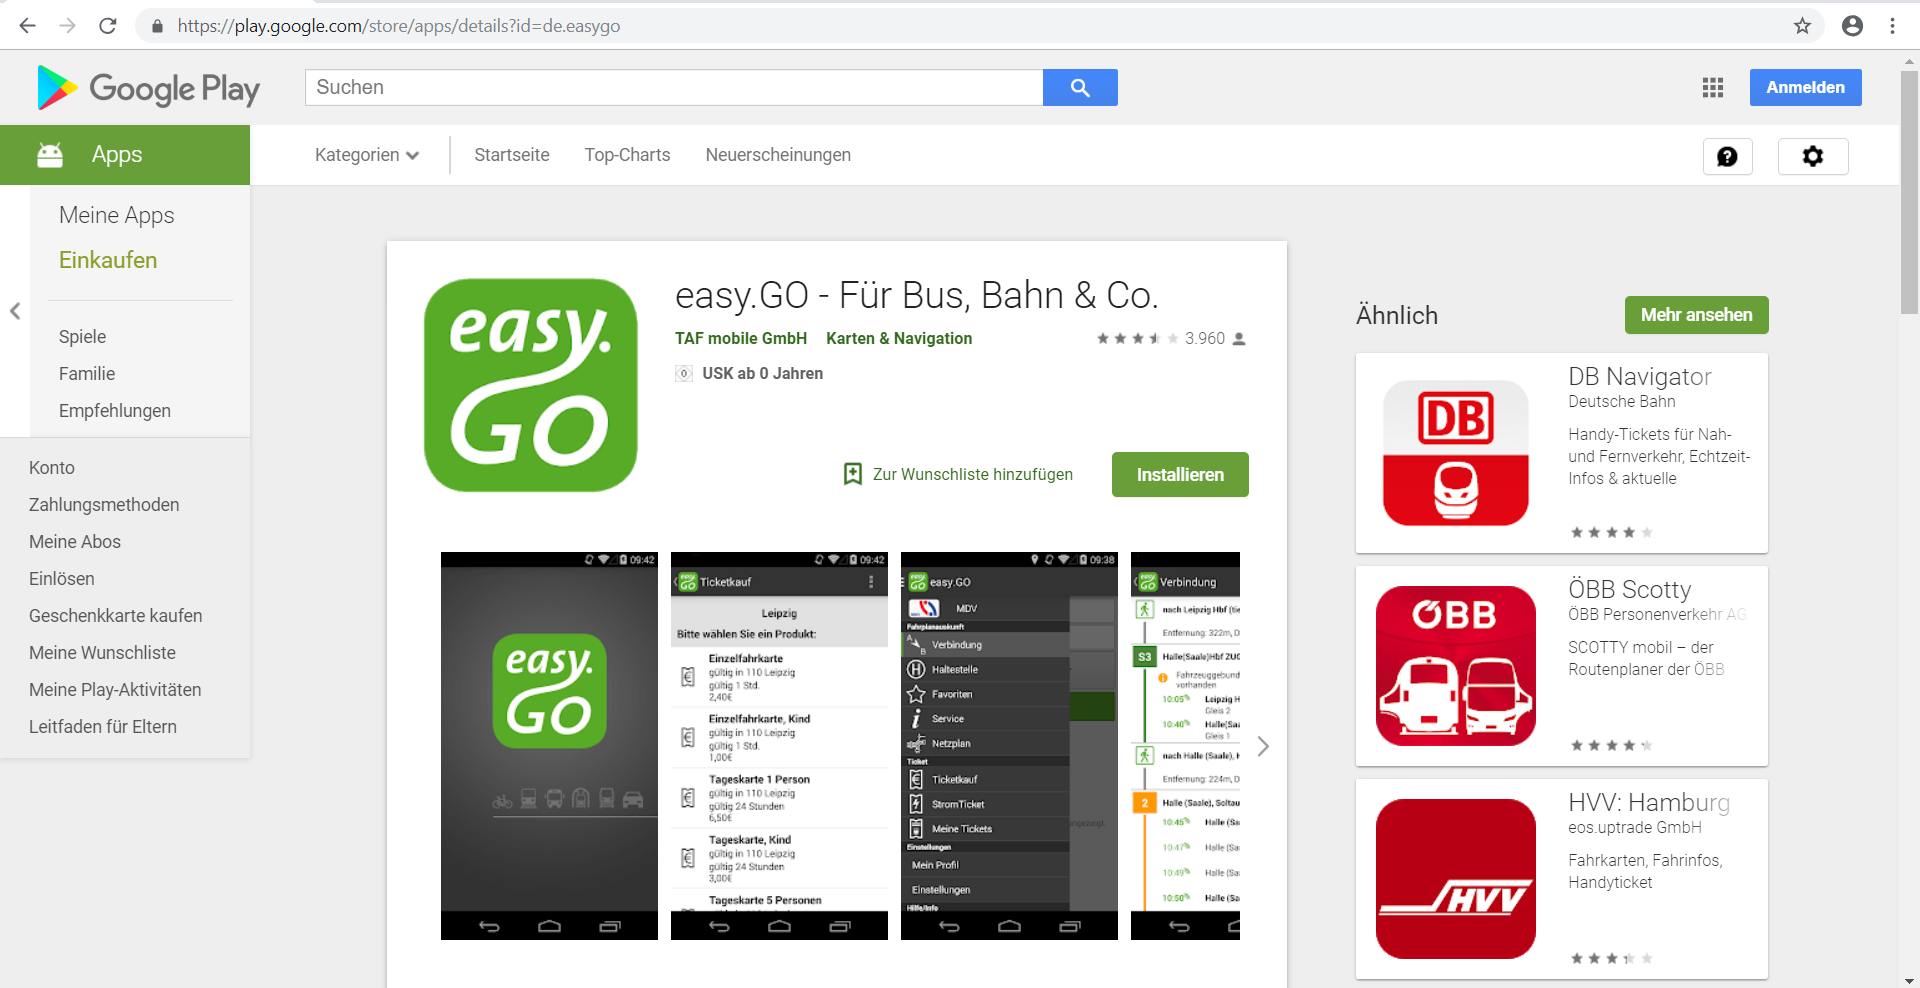 https://play.google.com/store/apps/details?id=de.easygo
Google Play
Suchen
Anmelden
Apps
Kategorien
Startseite
Top-Charts
Neuerscheinungen
Meine Apps
Einkaufen
Spiele
Familie
Empfehlungen
Konto
Zahlungsmethoden
Meine Abos
Einlösen
Geschenkkarte kaufen
Meine Wunschliste
Meine Play-Aktivitäten
Leitfaden für Eltern
easy.
GO
easy.GO - Für Bus, Bahn & Co.
TAF mobile GmbH Karten & Navigation
3.960
0 USK ab 0 Jahren
Zur Wunschliste hinzufügen
Installieren
09:42
easy.
GO
09:42
easy.
GO
Ticketkauf
Leipzig
Bitte wählen Sie ein Produkt:
Einzelfahrkarte
gültig in 110 Leipzig
gültig 1 Std.
2,40€
Einzelfahrkarte, Kind
gültig in 110 Leipzig
gültig 1 Std.
1,00€
Tageskarte 1 Person
gültig in 110 Leipzig
gültig 24 Stunden
6,50€
Tageskarte, Kind
gültig in 110 Leipzig
gültig 24 Stunden
3,00€
Tageskarte 5 Personen
09:38
easy.
GO
easy.GO
MDV
Fahrplanauskunft
A
B
Verbindung
H
Haltestelle
Favoriten
Service
Netzplan
Ticket
Ticketkauf
StromTicket
Meine Tickets
Einstellungen
Mein Profil
Einstellungen
Hilfe/Info
easy.
GO
Verbindung
nach Leipzig Hbf (tie
Entfernung: 322m, D
S3 Halle(Saale)Hbf ZUG
Fahrzeuggebund
vorhanden
10:05 Leipzig H
Gleis 2
10:40 Halle(Saa
Gleis 1
nach Halle (Saale), H
Entfernung: 224m, D
2 Halle (Saale), Soltau
10:45 Halle (Sa
10:47 Halle (Saa
10:49 Halle (Saa
10:50 Halle (Sa
Ähnlich
Mehr ansehen
DB
DB Navigator
Deutsche Bahn
Handy-Tickets für Nah-
und Fernverkehr, Echtzeit-
Infos & aktuelle
ÖBB
ÖBB Scotty
ÖBB Personenverkehr AG
SCOTTY mobil – der
Routenplaner der ÖBB
HVV
HVV: Hamburg
eos.uptrade GmbH
Fahrkarten, Fahrinfos,
Handyticket